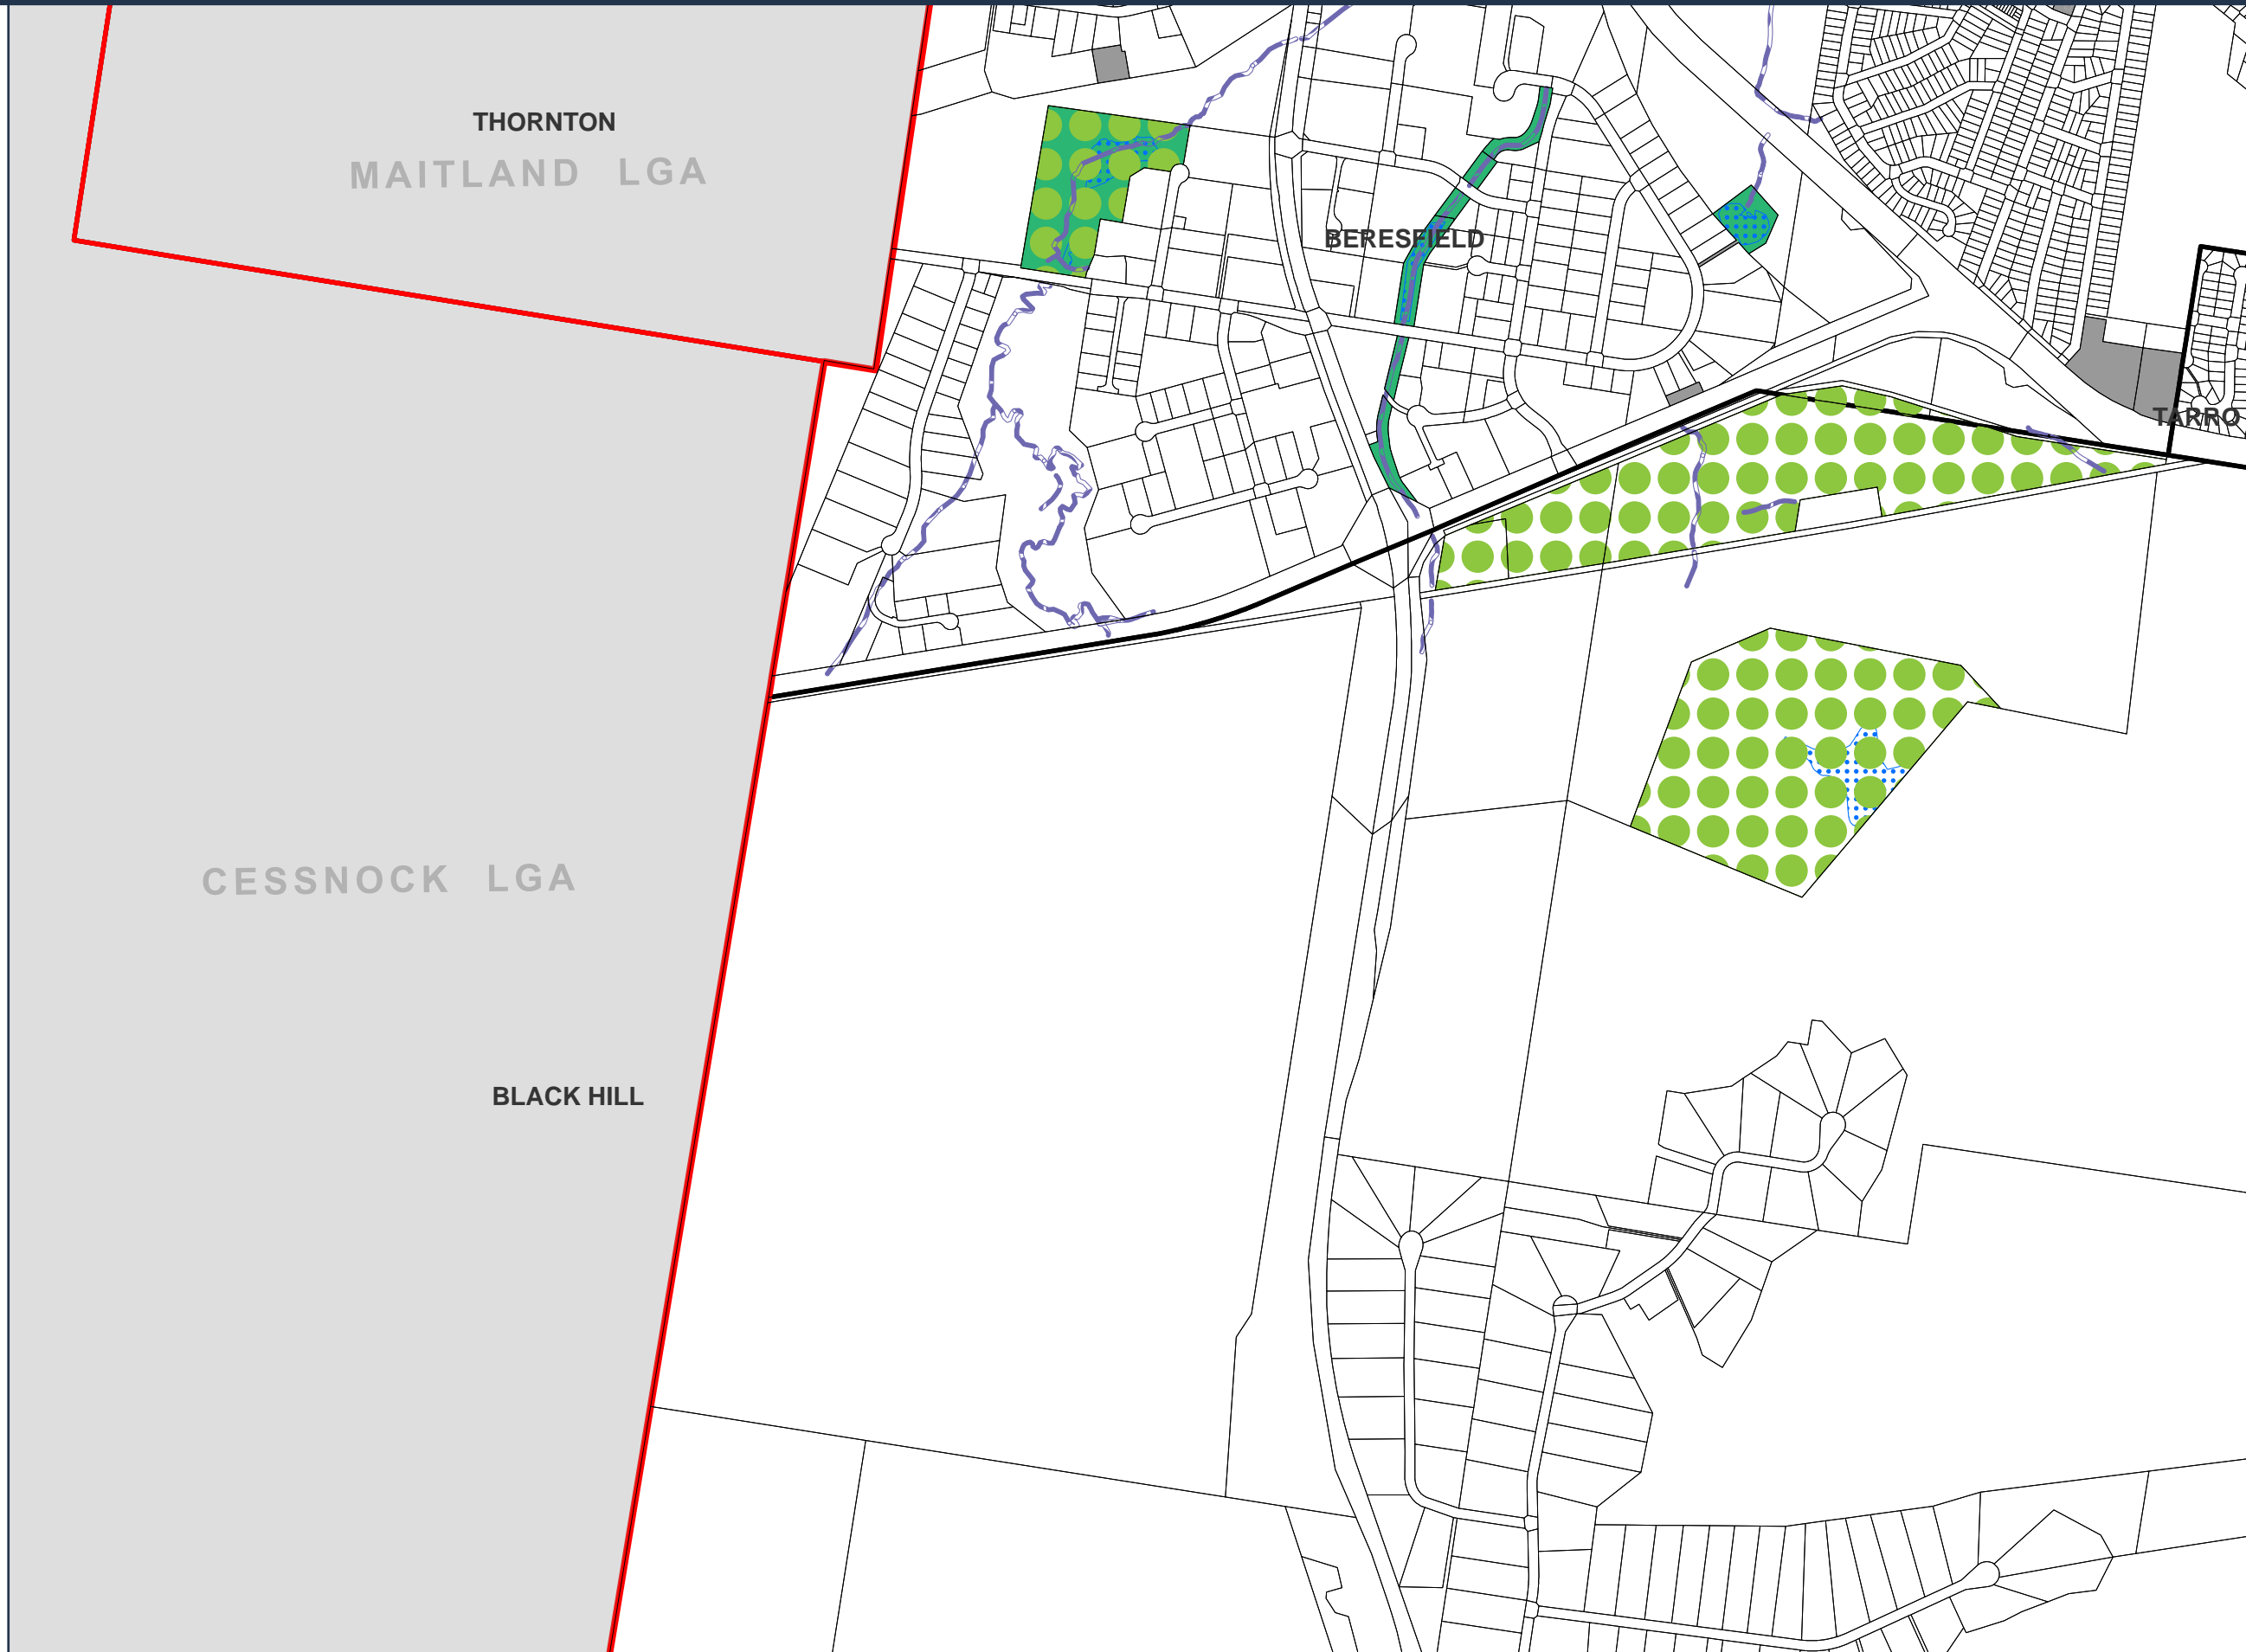 THORNTON
MAITLAND LGA
BERESFIELD
TARRO
CESSNOCK LGA
BLACK HILL